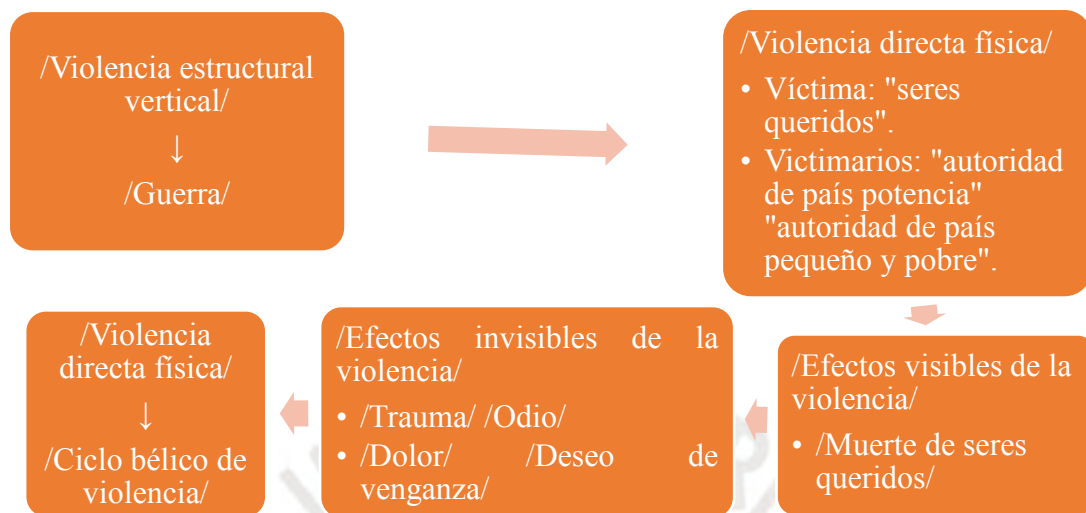 /Violencia estructural
vertical/
↓
/Guerra/
/Violencia directa física/
• Víctima: "seres
queridos".
• Victimarios: "autoridad
de país potencia"
"autoridad de país
pequeño y pobre".
/Efectos visibles de la
violencia/
• /Muerte de seres
queridos/
/Efectos invisibles de la
violencia/
• /Trauma/ /Odio/
• /Dolor/ /Deseo de
venganza/
/Violencia
directa física/
↓
/Ciclo bélico de
violencia/